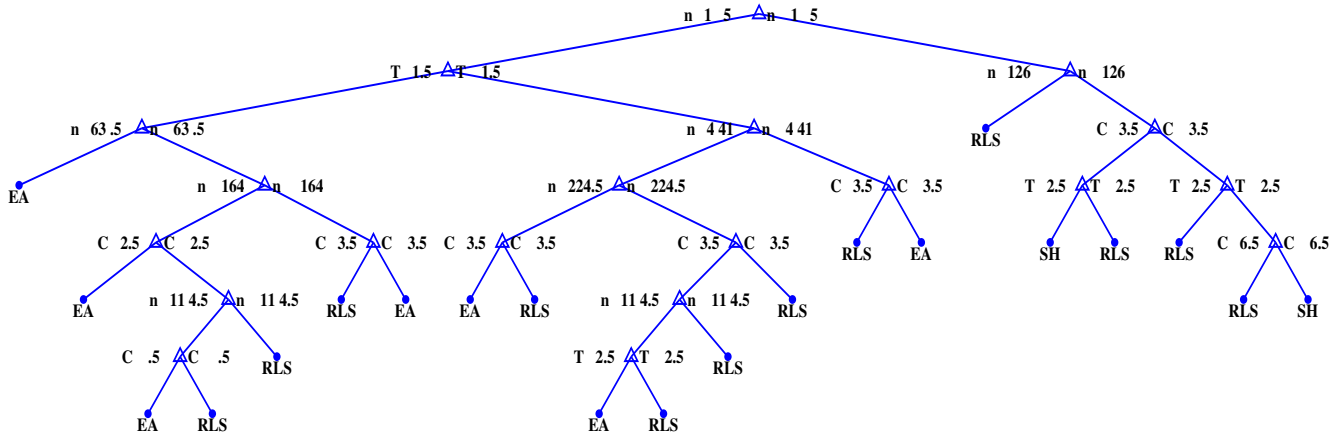 n 1 5 n 1 5
T 1.5 T 1.5
n 126 n 126
n 63 .5 n 63 .5
n 4 41 n 4 41
RLS
C 3.5 C 3.5
EA
n 164 n 164
n 224.5 n 224.5
C 3.5 C 3.5
T 2.5 T 2.5
T 2.5 T 2.5
C 2.5 C 2.5
C 3.5 C 3.5
C 3.5 C 3.5
C 3.5 C 3.5
RLS
EA
SH
RLS
RLS
C 6.5 C 6.5
EA
n 11 4.5 n 11 4.5
RLS
EA
EA
RLS
n 11 4.5 n 11 4.5
RLS
RLS
SH
C .5 C .5
RLS
T 2.5 T 2.5
RLS
EA
RLS
EA
RLS